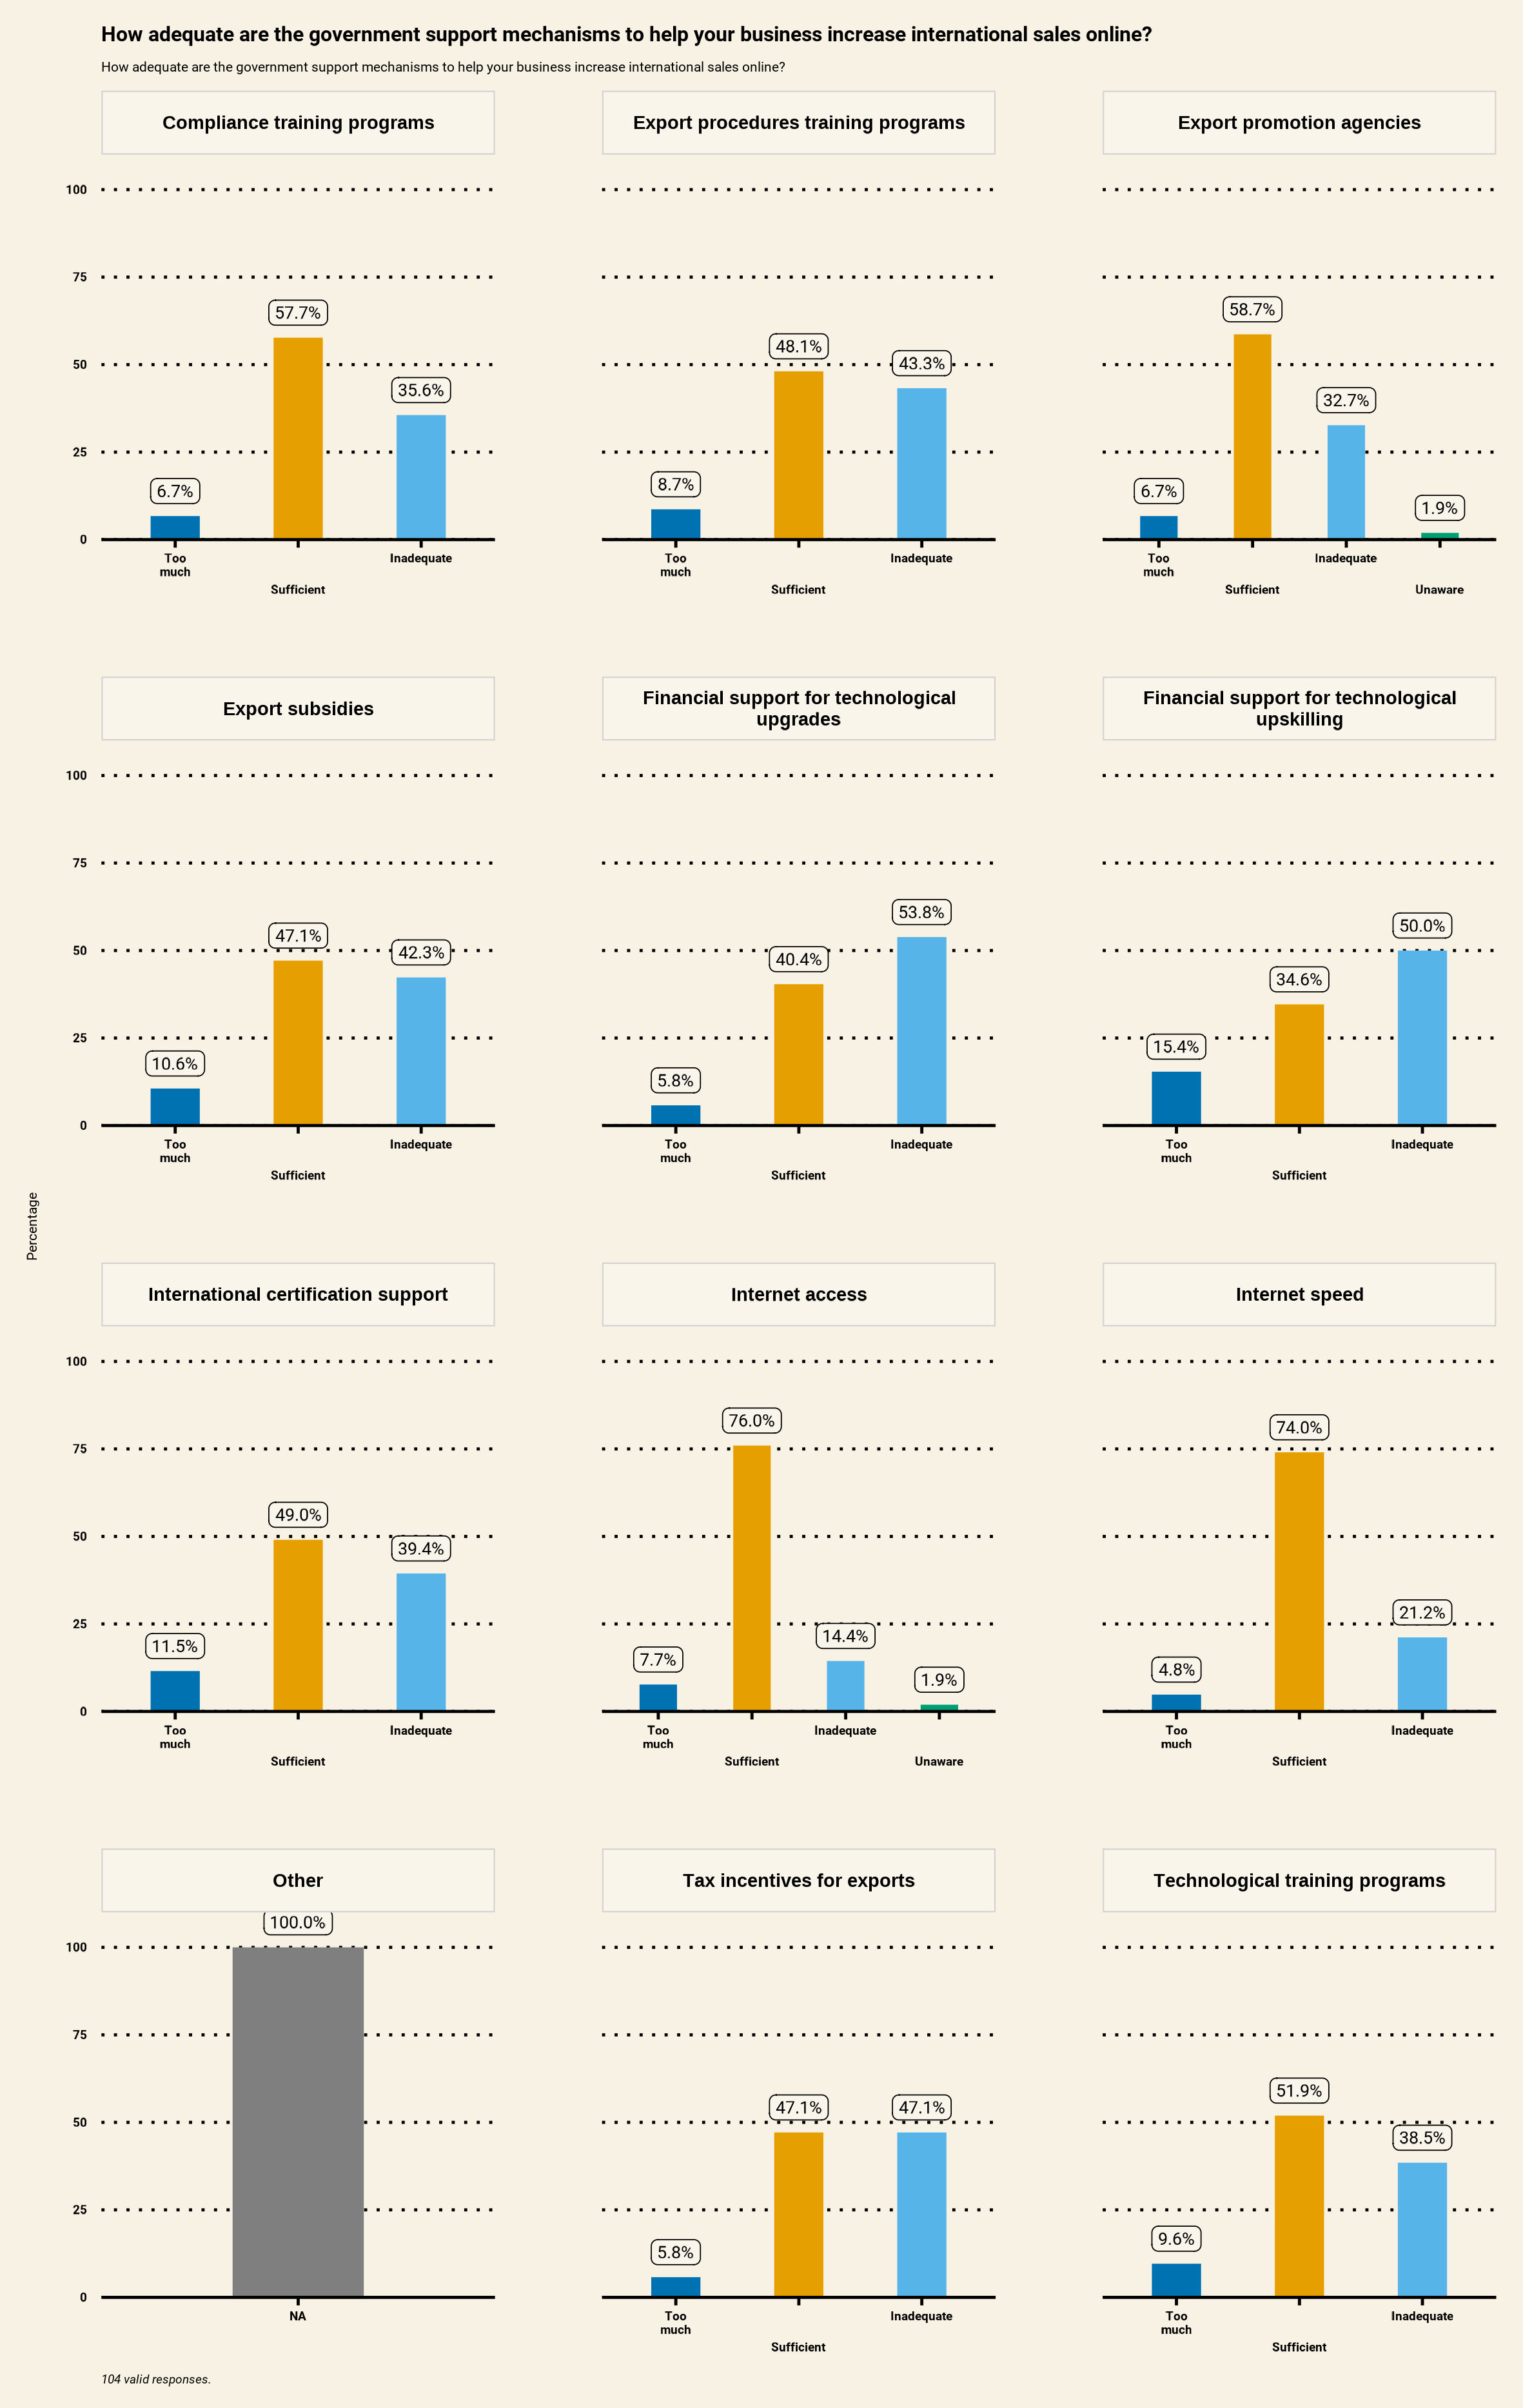 How adequate are the government support mechanisms to help your business increase international sales online?
How adequate are the government support mechanisms to help your business increase international sales online?
Percentage
Compliance training programs
100
75
50
25
0
6.7%
57.7%
35.6%
Too
much
Sufficient
Inadequate
Export procedures training programs
8.7%
48.1%
43.3%
Too
much
Sufficient
Inadequate
Export promotion agencies
6.7%
58.7%
32.7%
1.9%
Too
much
Sufficient
Inadequate
Unaware
Export subsidies
100
75
50
25
0
10.6%
47.1%
42.3%
Too
much
Sufficient
Inadequate
Financial support for technological
upgrades
5.8%
40.4%
53.8%
Too
much
Sufficient
Inadequate
Financial support for technological
upskilling
15.4%
34.6%
50.0%
Too
much
Sufficient
Inadequate
International certification support
100
75
50
25
0
11.5%
49.0%
39.4%
Too
much
Sufficient
Inadequate
Internet access
7.7%
76.0%
14.4%
1.9%
Too
much
Sufficient
Inadequate
Unaware
Internet speed
4.8%
74.0%
21.2%
Too
much
Sufficient
Inadequate
Other
100
75
50
25
0
100.0%
NA
Tax incentives for exports
5.8%
47.1%
47.1%
Too
much
Sufficient
Inadequate
Technological training programs
9.6%
51.9%
38.5%
Too
much
Sufficient
Inadequate
104 valid responses.